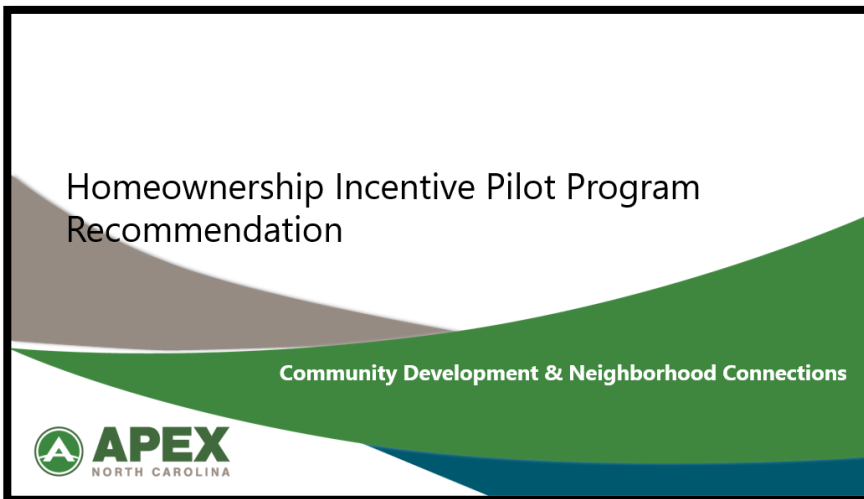 Homeownership Incentive Pilot Program
Recommendation
Community Development & Neighborhood Connections
APEX
NORTH CAROLINA